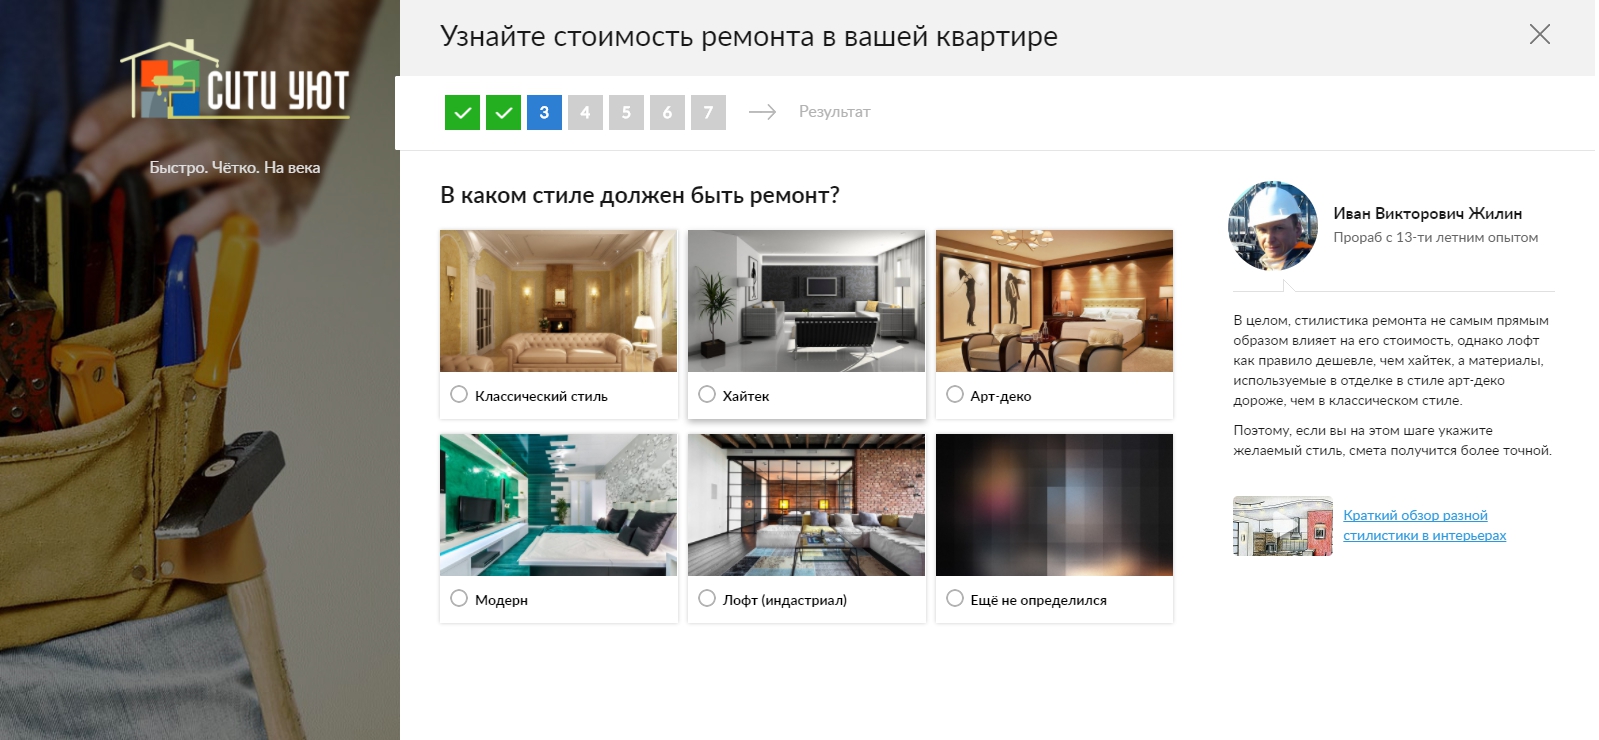 СИТИ УЮТ
Быстро. Чётко. На века
Узнайте стоимость ремонта в вашей квартире
3 4 5 6 7 Результат
В каком стиле должен быть ремонт?
Классический стиль
Хайтек
Арт-деко
Модерн
Лофт (индастриал)
Ещё не определился
Иван Викторович Жилин
Прораб с 13-ти летним опытом
В целом, стилистика ремонта не самым прямым
образом влияет на его стоимость, однако лофт
как правило дешевле, чем хайтек, а материалы,
используемые в отделке в стиле арт-деко
дороже, чем в классическом стиле.
Поэтому, если вы на этом шаге укажите
желаемый стиль, смета получится более точной.
Краткий обзор разной
стилистики в интерьерах